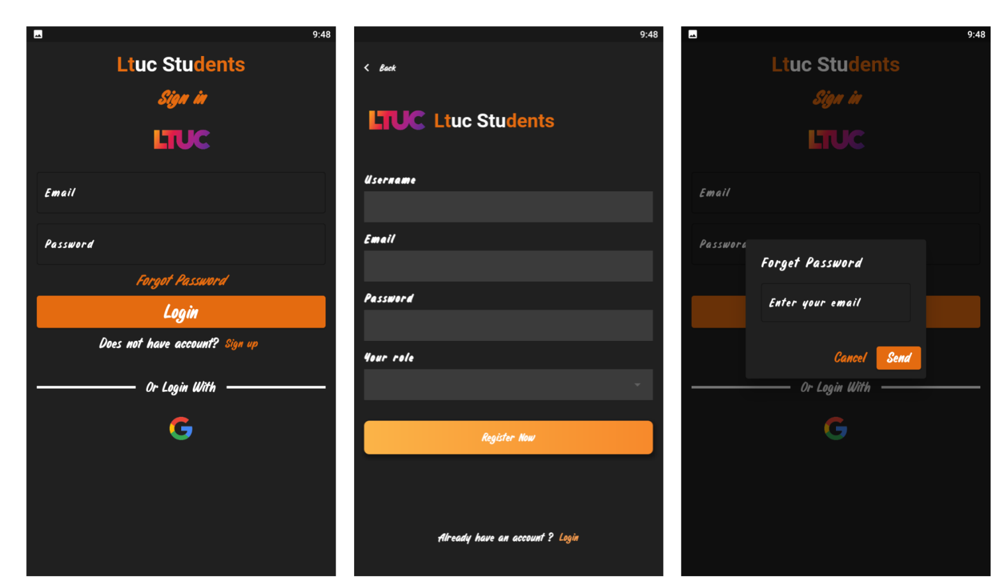 9:48
Ltuc Students
Sign in
LTUC
Email
Password
Forgot Password
Login
Does not have account? Sign up
Or Login With
9:48
Back
LTUC Ltuc Students
Username
Email
Password
Your role
Register Now
Already have an account ? Login
9:48
Ltuc Students
Sign in
LTUC
Email
Password
Forget Password
Enter your email
Cancel Send
Or Login With